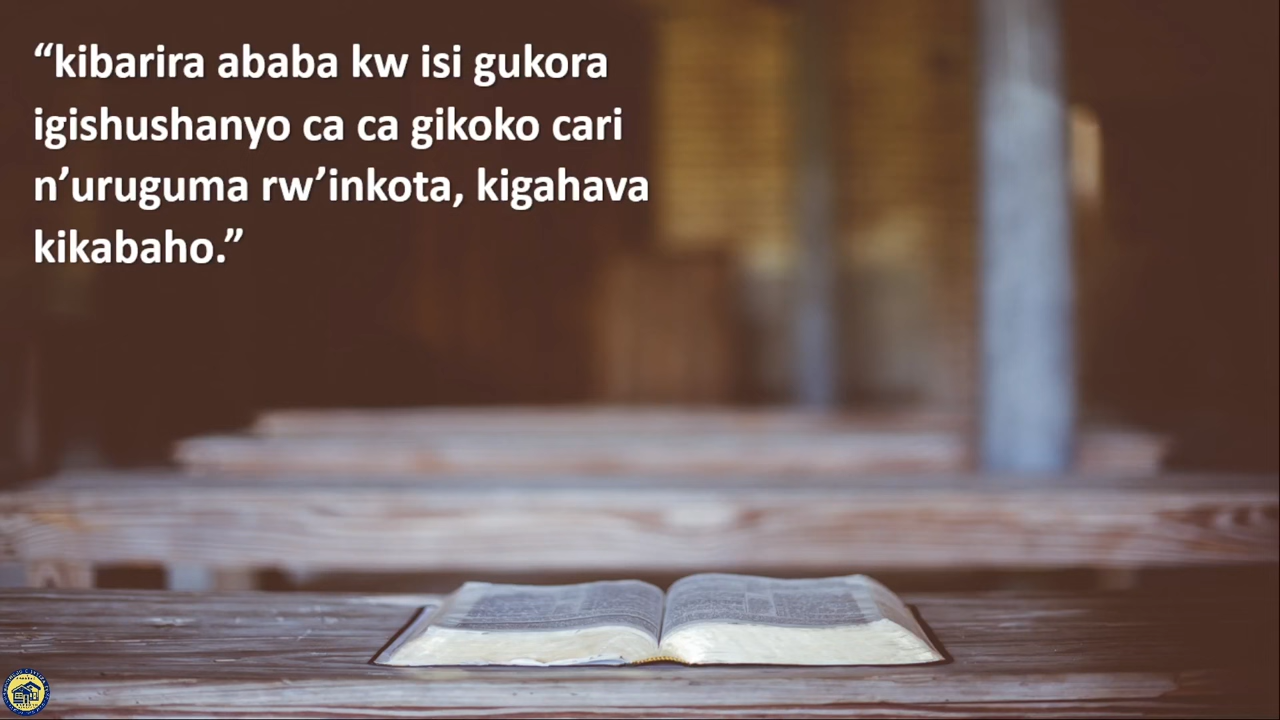 “kibarira ababa kw isi gukora
igishushanyo ca ca gikoko cari
n’uruguma rw’inkota, kigahava
kikabaho.”